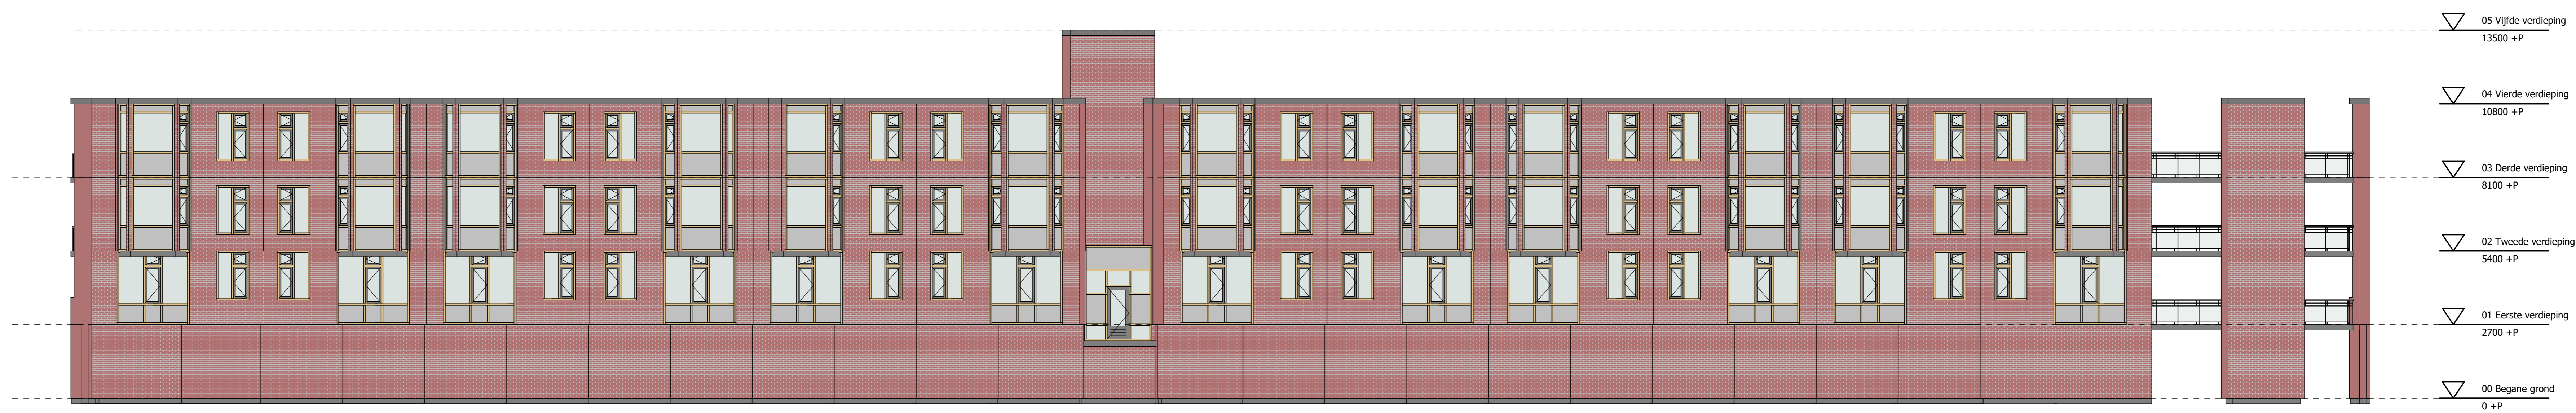 05 Vijfde verdieping
13500 +P
04 Vierde verdieping
10800 +P
03 Derde verdieping
8100 +P
02 Tweede verdieping
5400 +P
01 Eerste verdieping
2700 +P
00 Begane grond
0 +P